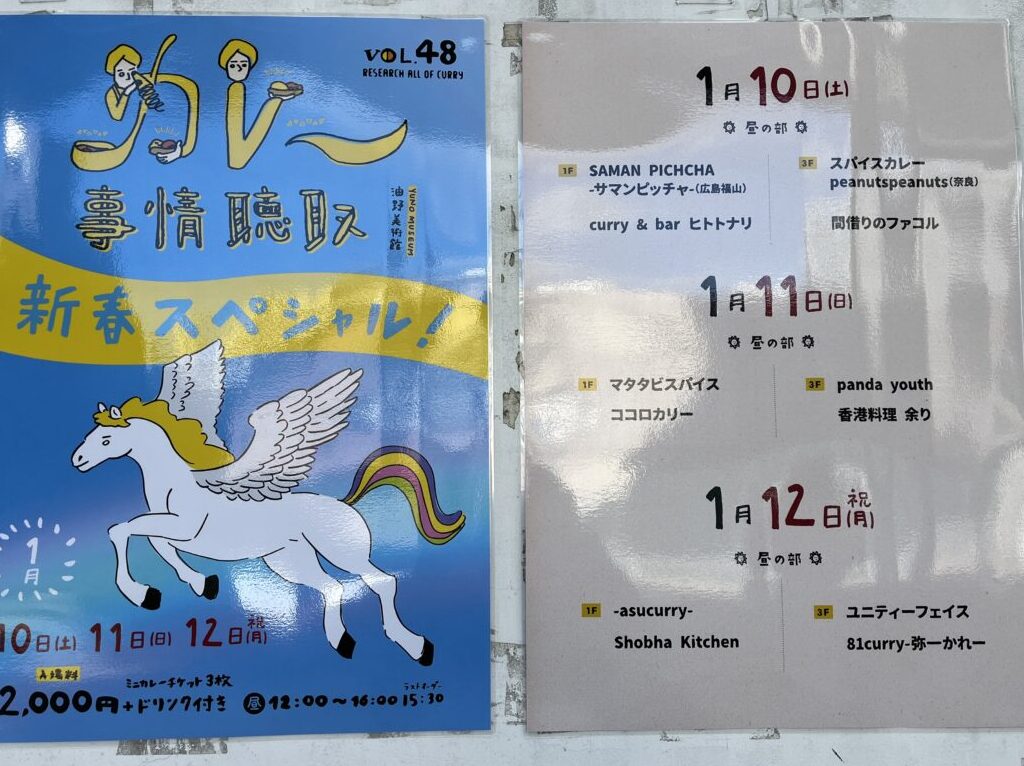 カレー
VOL.48
RESEARCH ALL OF CURRY
事情聴取
油野美術館
YUNO MUSEUM
新春スペシャル!
1月
10日(土) 11日(日) 12日(月)祝
入場料
2,000円+ドリンク付き
ミニカレーチケット3枚
昼 12:00〜16:00
ラストオーダー
15:30
1月10日(土)
昼の部
1F SAMAN PICHCHA
-サマンピッチャ-(広島福山)
curry & bar ヒトトナリ
3F スパイスカレー
peanutspeanuts(奈良)
間借りのファコル
1月11日(日)
昼の部
1F マタタビスパイス
ココロカリー
3F panda youth
香港料理 余り
1月12日(月)祝
昼の部
1F -asucurry-
Shobha Kitchen
3F ユニティーフェイス
81curry-弥一かれー